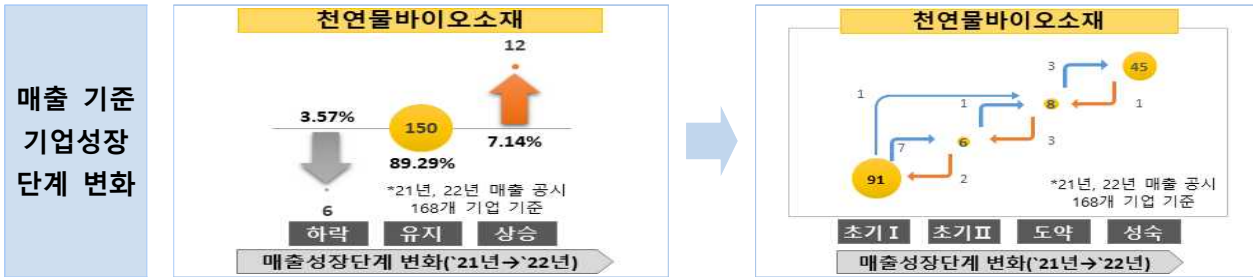 매출 기준
기업성장
단계 변화
천연물바이오소재
12
3.57%
150
7.14%
89.29%
*21년, 22년 매출 공시
168개 기업 기준
6
하락 유지 상승
매출성장단계 변화(`21년→`22년)
천연물바이오소재
3
45
1
1
8
1
7
6
3
91
2
*21년, 22년 매출 공시
168개 기업 기준
초기Ⅰ 초기Ⅱ 도약 성숙
매출성장단계 변화(`21년→`22년)